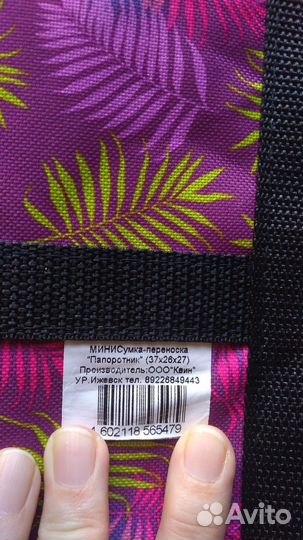 МИНИСумка-переноска
"Папоротник" (37х26х27)
Производитель:ООО"Квин"
УР.Ижевск тел. 89226849443
4 602118 565479
Avito